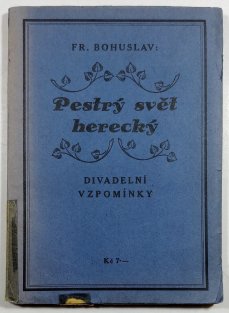 FR. BOHUSLAV:
Pestrý svět
herecký
DIVADELNÍ
VZPOMÍNKY
Kč 7·—